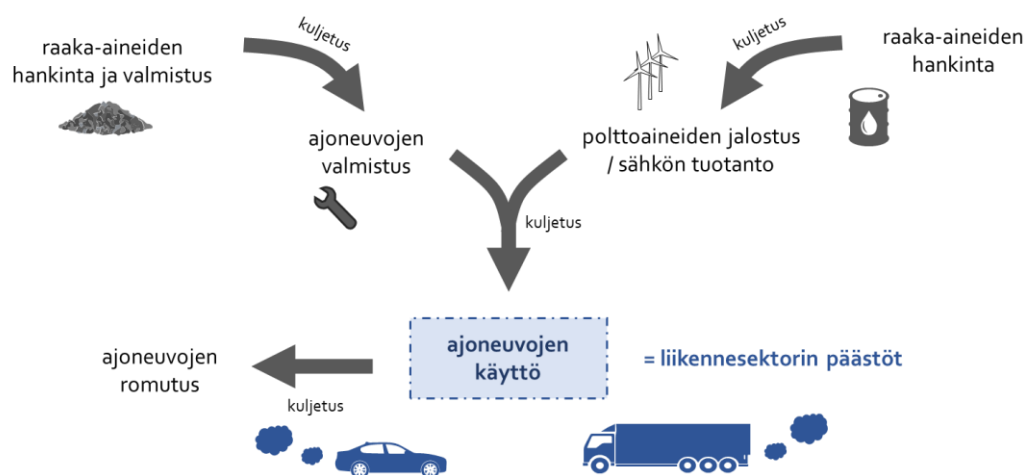 raaka-aineiden
hankinta ja valmistus
kuljetus
kuljetus
raaka-aineiden
hankinta
ajoneuvojen
valmistus
polttoaineiden jalostus
/ sähkön tuotanto
kuljetus
ajoneuvojen
käyttö
= liikennesektorin päästöt
ajoneuvojen
romutus
kuljetus